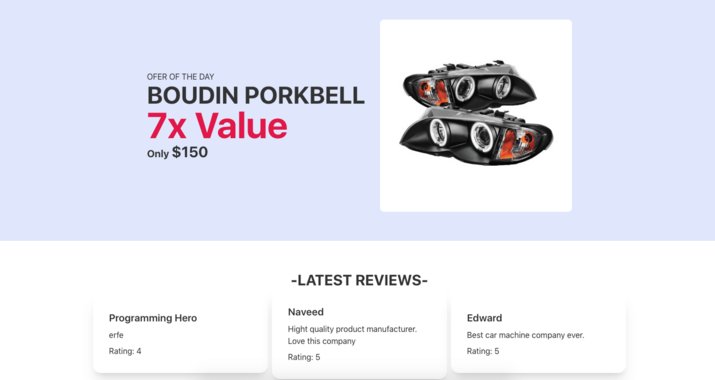 OFER OF THE DAY
BOUDIN PORKBELL
7x Value
Only $150
-LATEST REVIEWS-
Programming Hero
erfe
Rating: 4
Naveed
Hight quality product manufacturer.
Love this company
Rating: 5
Edward
Best car machine company ever.
Rating: 5